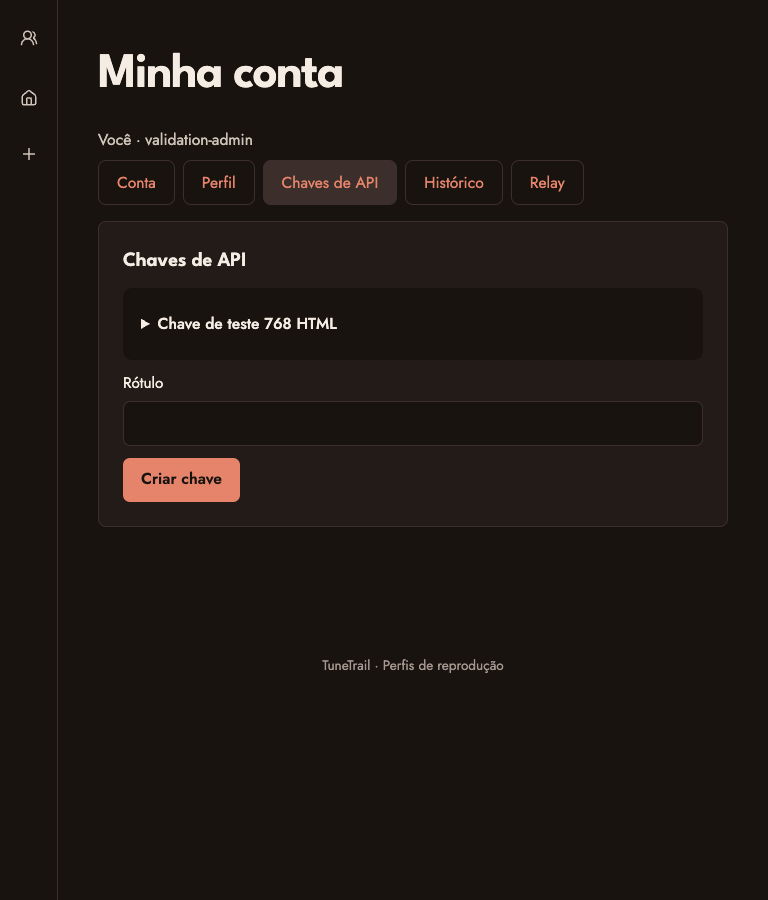 Minha conta
Você · validation-admin
Conta
Perfil
Chaves de API
Histórico
Relay
Chaves de API
Chave de teste 768 HTML
Rótulo
Criar chave
TuneTrail · Perfis de reprodução